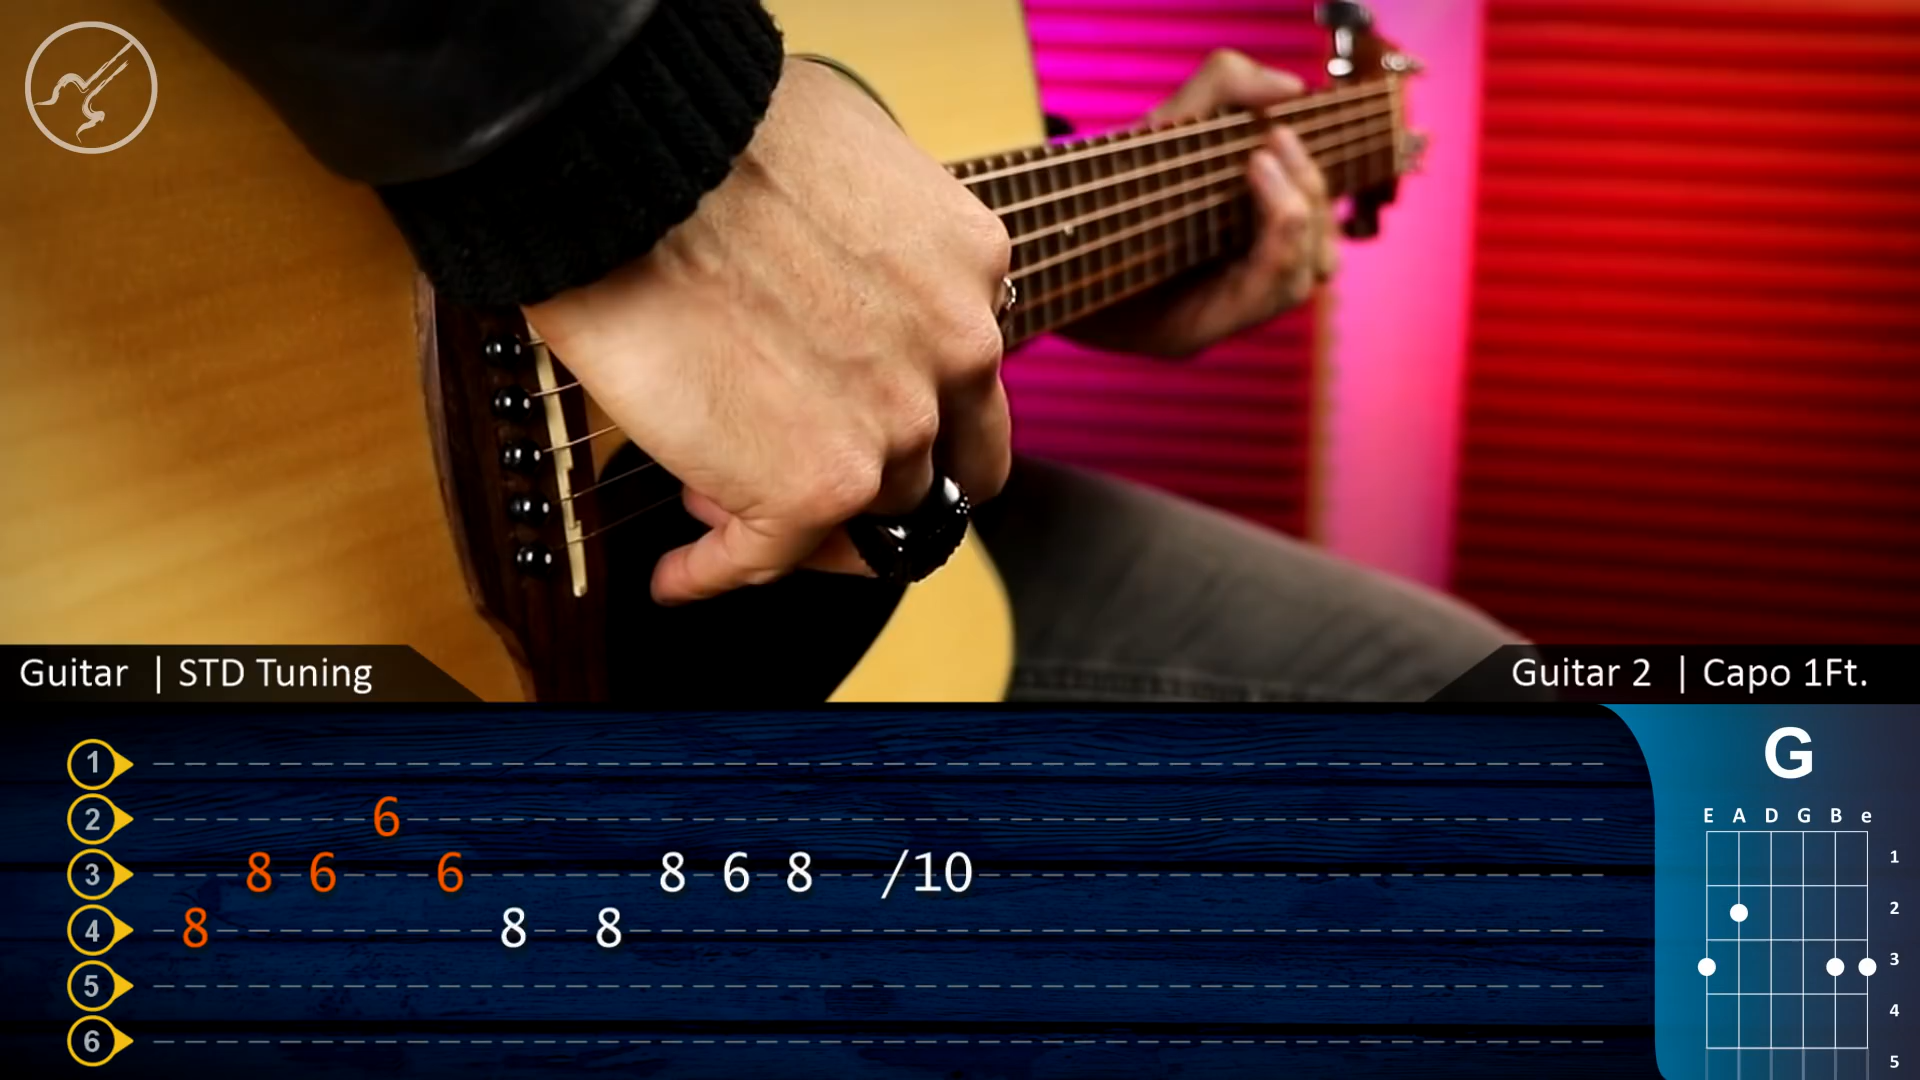 Guitar | STD Tuning
Guitar 2 | Capo 1Ft.
1
2 6
3 8 6 6 8 6 8 /10
4 8 8 8
5
6
G
E A D G B e
1
2
3
4
5